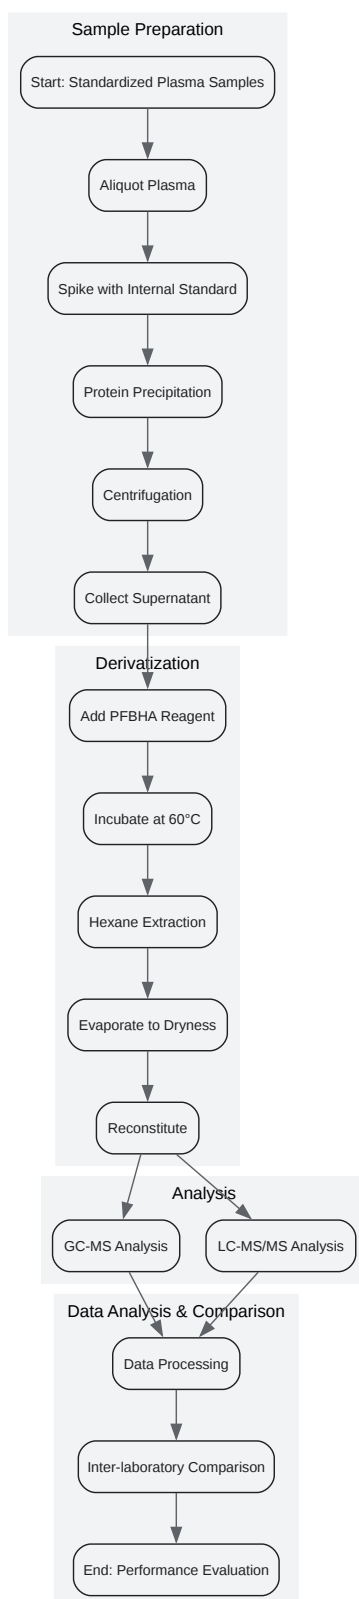 Sample Preparation
Start: Standardized Plasma Samples
Aliquot Plasma
Spike with Internal Standard
Protein Precipitation
Centrifugation
Collect Supernatant
Derivatization
Add PFBHA Reagent
Incubate at 60°C
Hexane Extraction
Evaporate to Dryness
Reconstitute
Analysis
GC-MS Analysis
LC-MS/MS Analysis
Data Analysis & Comparison
Data Processing
Inter-laboratory Comparison
End: Performance Evaluation